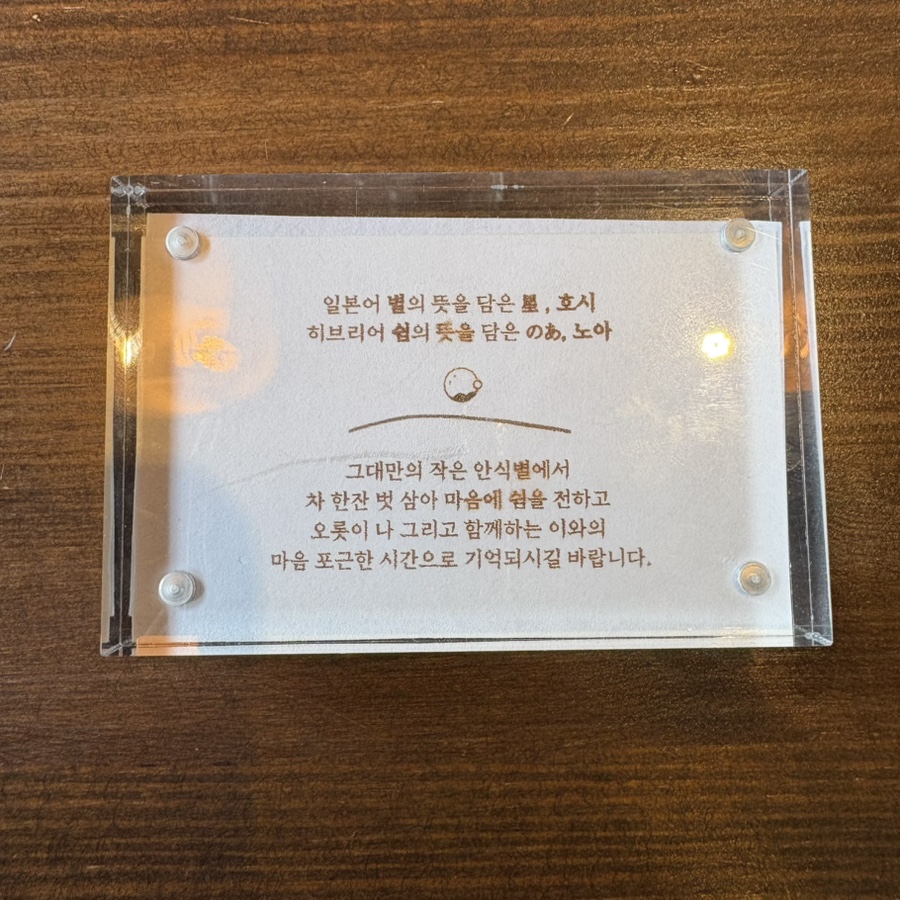 일본어 별의 뜻을 담은 星, 호시
히브리어 쉼의 뜻을 담은 のあ, 노아
그대만의 작은 안식별에서
차 한잔 벗 삼아 마음에 쉼을 전하고
오롯이 나 그리고 함께하는 이와의
마음 포근한 시간으로 기억되시길 바랍니다.